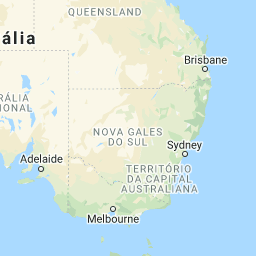 QUEENSLAND
ália
Brisbane
RÁLIA
IONAL
NOVA GALES
DO SUL
Sydney
Adelaide
TERRITÓRIO
DA CAPITAL
AUSTRALIANA
Melbourne